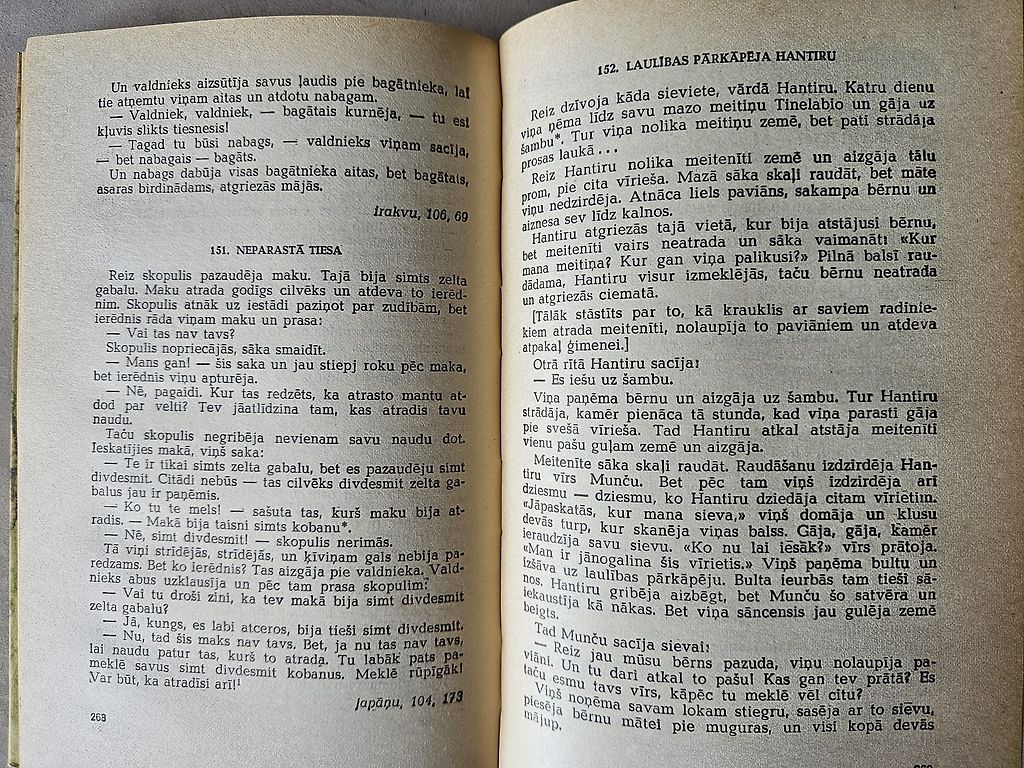 Un valdnieks aizsūtīja savus ļaudis pie bagātnieka, lai
tie atņemtu viņam aitas un atdotu nabagam.
— Valdniek, valdniek, — bagātais kurnēja, — tu esi
kļuvis slikts tiesnesis!
— Tagad tu būsi nabags, — valdnieks viņam sacīja,
— bet nabagais — bagāts.
Un nabags dabūja visas bagātnieka aitas, bet bagātais,
asaras birdinādams, atgriezās mājās.
Irakvu, 106, 69
151. NEPARASTĀ TIESA
Reiz skopulis pazaudēja maku. Tajā bija simts zelta
gabalu. Maku atrada godīgs cilvēks un atdeva to ierēd-
nim. Skopulis atnāk uz iestādi paziņot par zudībām, bet
ierēdnis rāda viņam maku un prasa:
— Vai tas nav tavs?
Skopulis nopriecājās, sāka smaidīt.
— Mans gan! — šis saka un jau stiepj roku pēc maka,
bet ierēdnis viņu apturēja.
— Nē, pagaidi. Kur tas redzēts, ka atrasto mantu at-
dod par velti? Tev jāatlīdzina tam, kas atradis tavu
naudu.
Taču skopulis negribēja nevienam savu naudu dot.
Ieskatījies makā, viņš saka:
— Te ir tikai simts zelta gabalu, bet es pazaudēju simt
divdesmit. Citādi nebūs — tas cilvēks divdesmit zelta ga-
balus jau ir paņēmis.
— Ko tu te mels! — sašuta tas, kurš maku bija at-
radis. — Makā bija taisni simts kobanu*.
— Nē, simt divdesmit! — skopulis nerimās.
Tā viņi strīdējās, strīdējās, un ķīviņam gals nebija pa-
redzams. Bet ko ierēdnis? Tas aizgāja pie valdnieka. Vald-
nieks abus uzklausīja un pēc tam prasa skopulim:
— Vai tu droši zini, ka tev makā bija simt divdesmit
zelta gabalu?
— Jā, kungs, es labi atceros, bija tieši simt divdesmit.
— Nu, tad šis maks nav tavs. Bet, ja nu tas nav tavs,
lai naudu patur tas, kurš to atrada. Tu labāk pats pa-
meklē savus simt divdesmit kobanus. Meklē rūpīgāk!
Var būt, ka atradīsi arī!¹
Japāņu, 104, 173
263
152. LAULĪBAS PĀRKĀPĒJA HANTIRU
Reiz dzīvoja kāda sieviete, vārdā Hantiru. Katru dienu
viņa ņēma līdz savu mazo meitiņu Tinelabio un gāja uz
šambu*. Tur viņa nolika meitiņu zemē, bet pati strādāja
prosas laukā...
Reiz Hantiru nolika meitenīti zemē un aizgāja tālu
prom, pie cita vīrieša. Mazā sāka skaļi raudāt, bet māte
viņu nedzirdēja. Atnāca liels paviāns, sakampa bērnu un
aiznesa sev līdz kalnos.
Hantiru atgriezās tajā vietā, kur bija atstājusi bērnu,
bet meitenīti vairs neatrada un sāka vaimanāt: «Kur
mana meitiņa? Kur gan viņa palikusi?» Pilnā balsī rau-
dādama, Hantiru visur izmeklējās, taču bērnu neatrada
un atgriezās ciematā.
[Tālāk stāstīts par to, kā krauklis ar saviem radinie-
kiem atrada meitenīti, nolaupīja to paviāniem un atdeva
atpakaļ ģimenei.]
Otrā rītā Hantiru sacīja:
— Es iešu uz šambu.
Viņa paņēma bērnu un aizgāja uz šambu. Tur Hantiru
strādāja, kamēr pienāca tā stunda, kad viņa parasti gāja
pie svešā vīrieša. Tad Hantiru atkal atstāja meitenīti
vienu pašu guļam zemē un aizgāja.
Meitenīte sāka skaļi raudāt. Raudāšanu izdzirdēja Han-
tiru vīrs Munču. Bet pēc tam viņš izdzirdēja arī
dziesmu — dziesmu, ko Hantiru dziedāja citam vīrietim.
«Jāpaskatās, kur mana sieva,» viņš domāja un klusu
devās turp, kur skanēja viņas balss. Gāja, gāja, kamēr
ieraudzīja savu sievu. «Ko nu lai iesāk?» vīrs prātoja.
«Man ir jānogalina šis vīrietis.» Viņš paņēma bultu un
izšāva uz laulības pārkāpēju. Bulta ieurbās tam tieši sā-
nos. Hantiru gribēja aizbēgt, bet Munču šo satvēra un
iekaustīja kā nākas. Bet viņa sāncensis jau gulēja zemē
beigts.
Tad Munču sacīja sievai:
— Reiz jau mūsu bērns pazuda, viņu nolaupīja pa-
viāni. Un tu dari atkal to pašu! Kas gan tev prātā? Es
taču esmu tavs vīrs, kāpēc tu meklē vēl citu?
Viņš noņēma savam lokam stiegru, sasēja ar to sievu,
piesēja bērnu mātei pie muguras, un visi kopā devās
mājup.